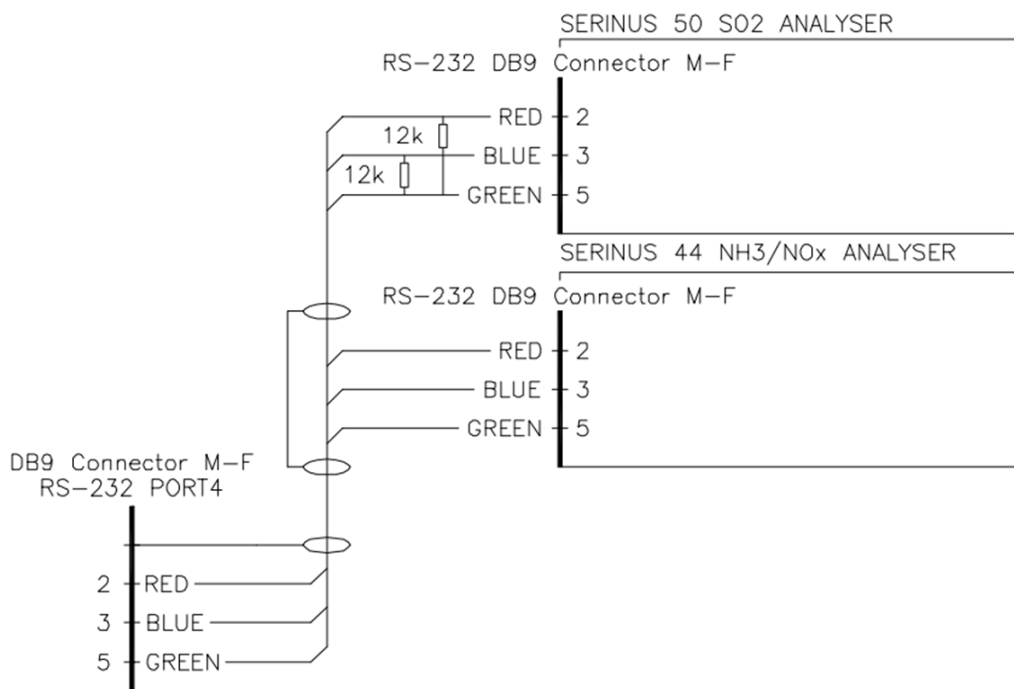 SERINUS 50 SO2 ANALYSER
RS-232 DB9 Connector M-F
RED 2
12k
BLUE 3
12k
GREEN 5
SERINUS 44 NH3/NOx ANALYSER
RS-232 DB9 Connector M-F
RED 2
BLUE 3
GREEN 5
DB9 Connector M-F
RS-232 PORT4
2 RED
3 BLUE
5 GREEN